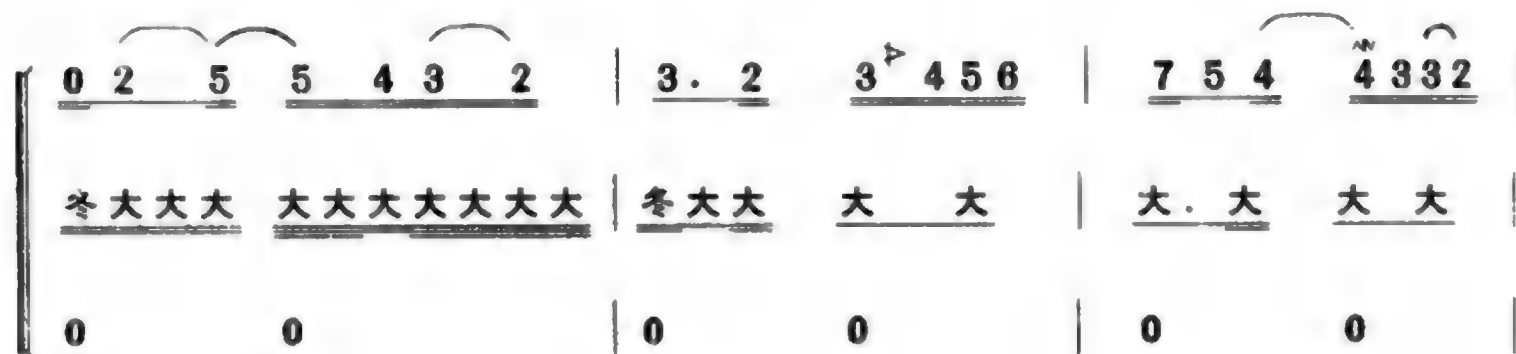 0 2 5 5 4 3 2 | 3. 2 3 4 5 6 | 7 5 4 4 3 3 2
冬大大大 大大大大大大大 | 冬大大 大 大 | 大. 大 大 大 |
0 0 | 0 0 | 0 0 |